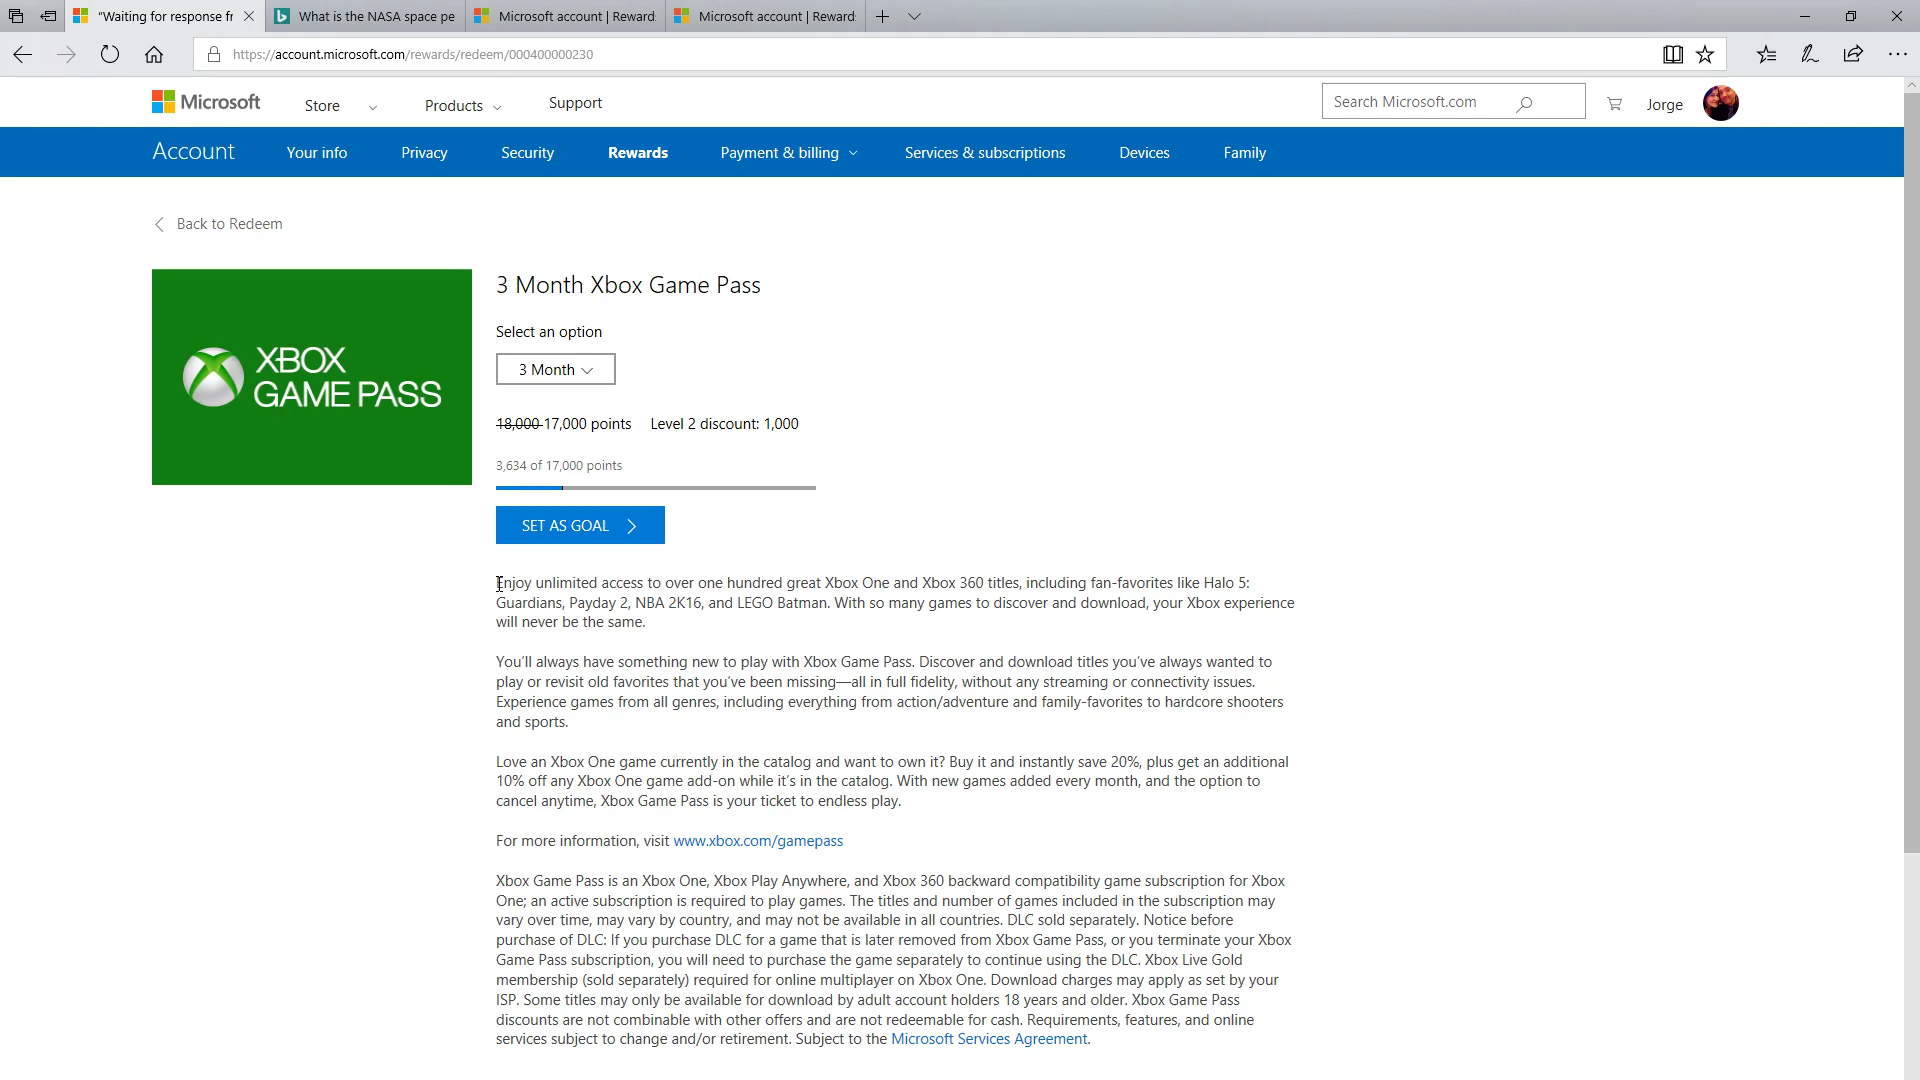 "Waiting for response fr
What is the NASA space pe
Microsoft account | Reward
Microsoft account | Reward
https://account.microsoft.com/rewards/redeem/000400000230
Microsoft
Store
Products
Support
Search Microsoft.com
Jorge
Account
Your info
Privacy
Security
Rewards
Payment & billing
Services & subscriptions
Devices
Family
Back to Redeem
XBOX
GAME PASS
3 Month Xbox Game Pass
Select an option
3 Month
18,000 17,000 points Level 2 discount: 1,000
3,634 of 17,000 points
SET AS GOAL
Enjoy unlimited access to over one hundred great Xbox One and Xbox 360 titles, including fan-favorites like Halo 5:
Guardians, Payday 2, NBA 2K16, and LEGO Batman. With so many games to discover and download, your Xbox experience
will never be the same.
You'll always have something new to play with Xbox Game Pass. Discover and download titles you've always wanted to
play or revisit old favorites that you've been missing—all in full fidelity, without any streaming or connectivity issues.
Experience games from all genres, including everything from action/adventure and family-favorites to hardcore shooters
and sports.
Love an Xbox One game currently in the catalog and want to own it? Buy it and instantly save 20%, plus get an additional
10% off any Xbox One game add-on while it's in the catalog. With new games added every month, and the option to
cancel anytime, Xbox Game Pass is your ticket to endless play.
For more information, visit www.xbox.com/gamepass
Xbox Game Pass is an Xbox One, Xbox Play Anywhere, and Xbox 360 backward compatibility game subscription for Xbox
One; an active subscription is required to play games. The titles and number of games included in the subscription may
vary over time, may vary by country, and may not be available in all countries. DLC sold separately. Notice before
purchase of DLC: If you purchase DLC for a game that is later removed from Xbox Game Pass, or you terminate your Xbox
Game Pass subscription, you will need to purchase the game separately to continue using the DLC. Xbox Live Gold
membership (sold separately) required for online multiplayer on Xbox One. Download charges may apply as set by your
ISP. Some titles may only be available for download by adult account holders 18 years and older. Xbox Game Pass
discounts are not combinable with other offers and are not redeemable for cash. Requirements, features, and online
services subject to change and/or retirement. Subject to the Microsoft Services Agreement.